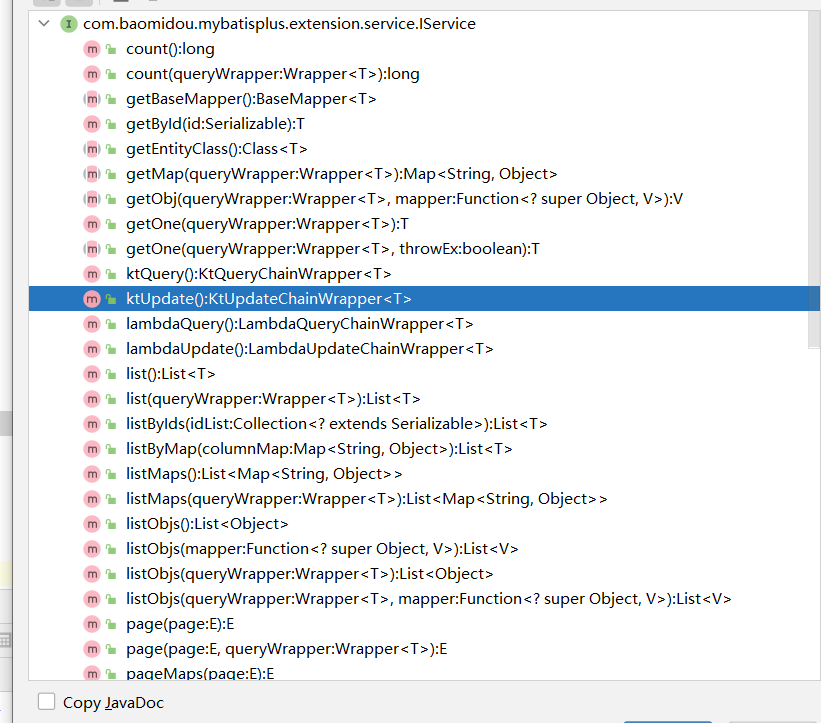 com.baomidou.mybatisplus.extension.service.IService
count():long
count(queryWrapper:Wrapper<T>):long
getBaseMapper():BaseMapper<T>
getById(id:Serializable):T
getEntityClass():Class<T>
getMap(queryWrapper:Wrapper<T>):Map<String, Object>
getObj(queryWrapper:Wrapper<T>, mapper:Function<? super Object, V>):V
getOne(queryWrapper:Wrapper<T>):T
getOne(queryWrapper:Wrapper<T>, throwEx:boolean):T
ktQuery():KtQueryChainWrapper<T>
ktUpdate():KtUpdateChainWrapper<T>
lambdaQuery():LambdaQueryChainWrapper<T>
lambdaUpdate():LambdaUpdateChainWrapper<T>
list():List<T>
list(queryWrapper:Wrapper<T>):List<T>
listByIds(idList:Collection<? extends Serializable>):List<T>
listByMap(columnMap:Map<String, Object>):List<T>
listMaps():List<Map<String, Object>>
listMaps(queryWrapper:Wrapper<T>):List<Map<String, Object>>
listObjs():List<Object>
listObjs(mapper:Function<? super Object, V>):List<V>
listObjs(queryWrapper:Wrapper<T>):List<Object>
listObjs(queryWrapper:Wrapper<T>, mapper:Function<? super Object, V>):List<V>
page(page:E):E
page(page:E, queryWrapper:Wrapper<T>):E
pageMaps(page:E):E
Copy JavaDoc